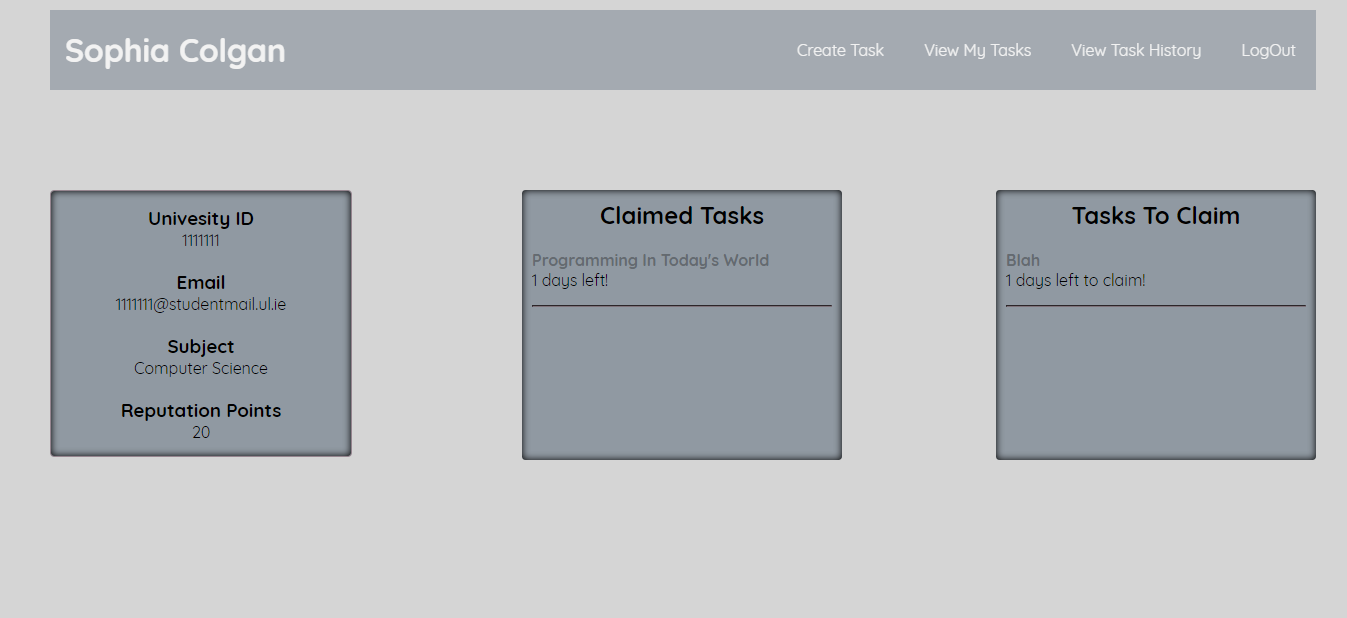 Sophia Colgan
Create Task
View My Tasks
View Task History
LogOut
Univesity ID
1111111
Email
1111111@studentmail.ul.ie
Subject
Computer Science
Reputation Points
20
Claimed Tasks
Programming In Today's World
1 days left!
Tasks To Claim
Blah
1 days left to claim!